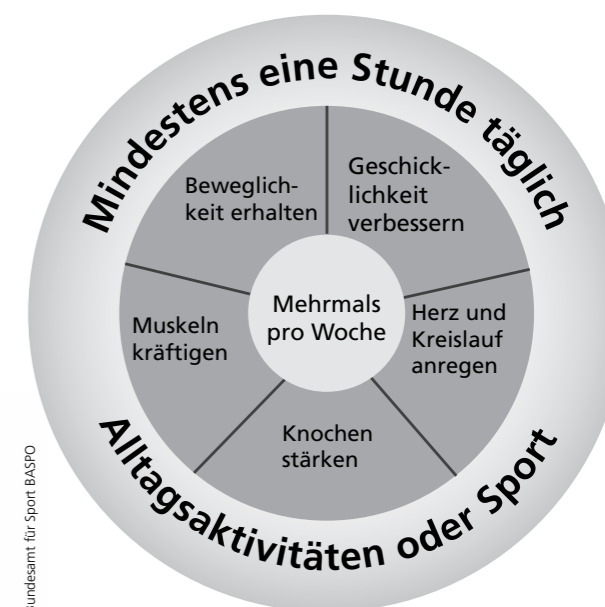 Mindestens eine Stunde täglich
Geschick-
lichkeit
verbessern
Beweglich-
keit erhalten
Mehrmals
pro Woche
Herz und
Kreislauf
anregen
Muskeln
kräftigen
Knochen
stärken
Alltagsaktivitäten oder Sport
Bundesamt für Sport BASPO